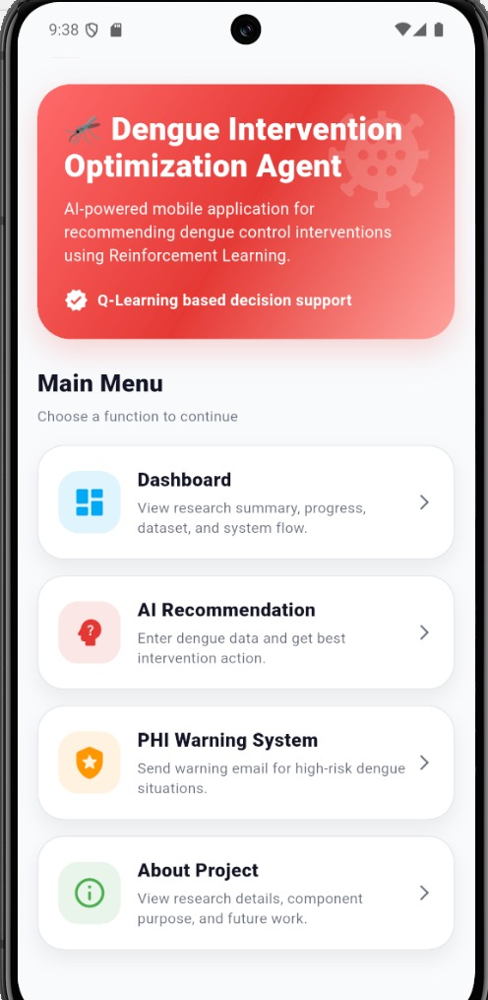 9:38
🦟 Dengue Intervention
Optimization Agent
AI-powered mobile application for
recommending dengue control interventions
using Reinforcement Learning.
Q-Learning based decision support
Main Menu
Choose a function to continue
Dashboard
View research summary, progress,
dataset, and system flow.
AI Recommendation
Enter dengue data and get best
intervention action.
PHI Warning System
Send warning email for high-risk dengue
situations.
About Project
View research details, component
purpose, and future work.